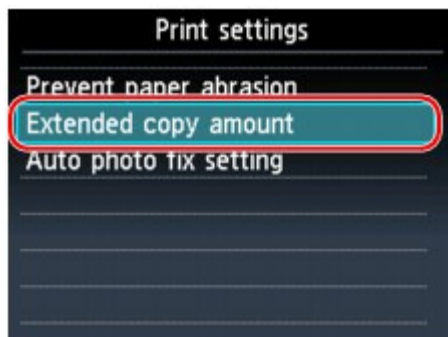 Print settings
Prevent paper abrasion
Extended copy amount
Auto photo fix setting